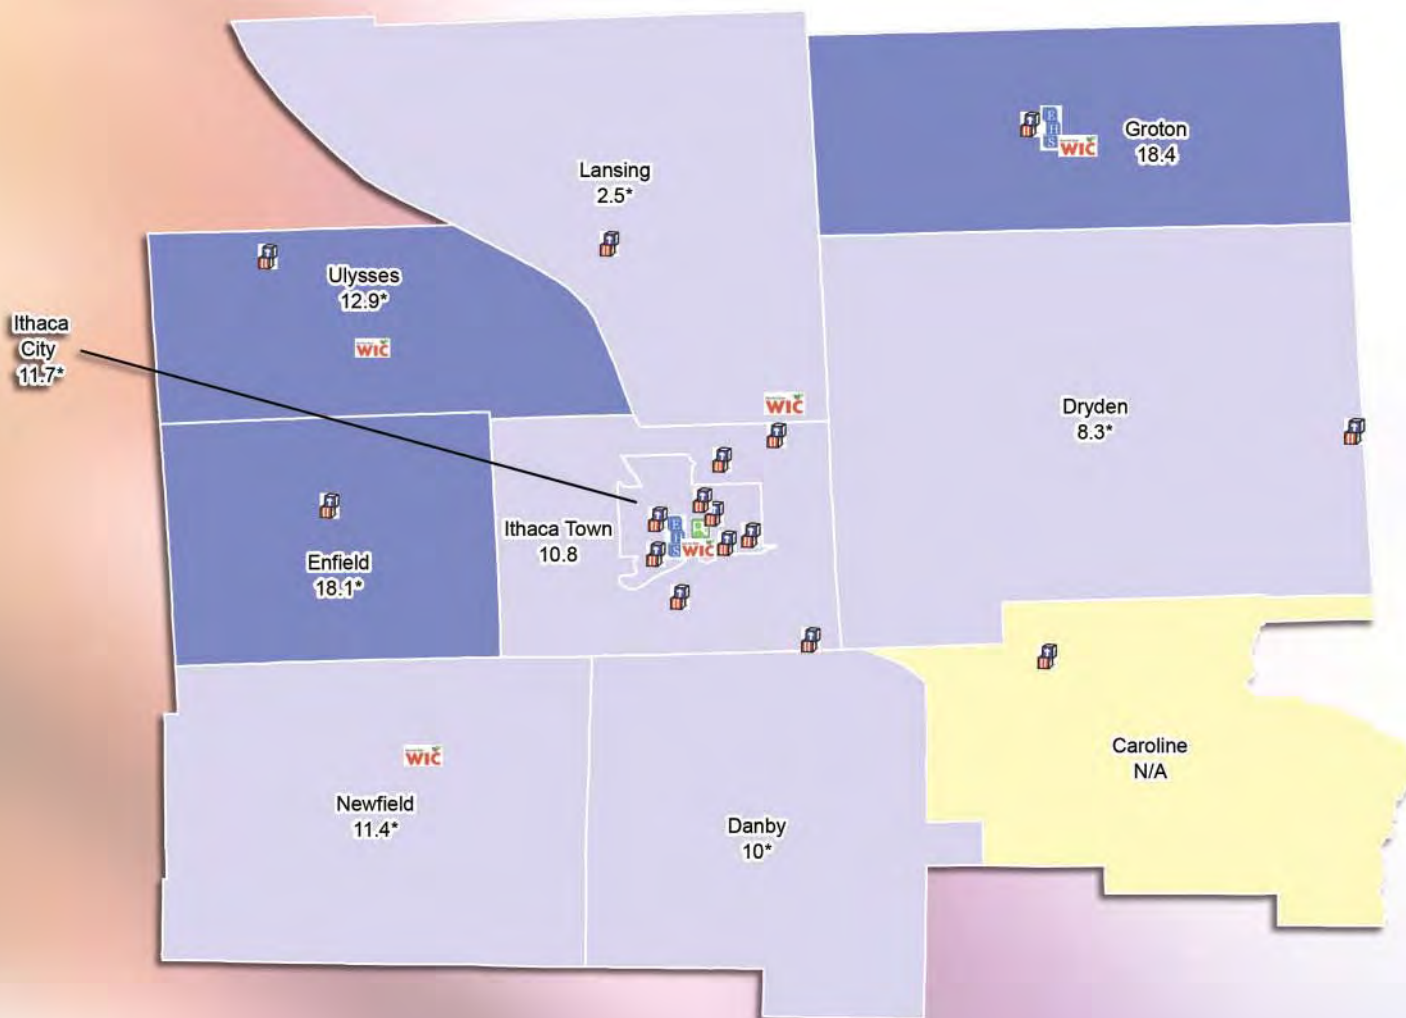 Groton
18.4
WIC
E
H
S
Lansing
2.5*
Ulysses
12.9*
WIC
Ithaca
City
11.7*
WIC
Dryden
8.3*
Enfield
18.1*
Ithaca Town
10.8
E
S
WIC
Caroline
N/A
WIC
Newfield
11.4*
Danby
10*